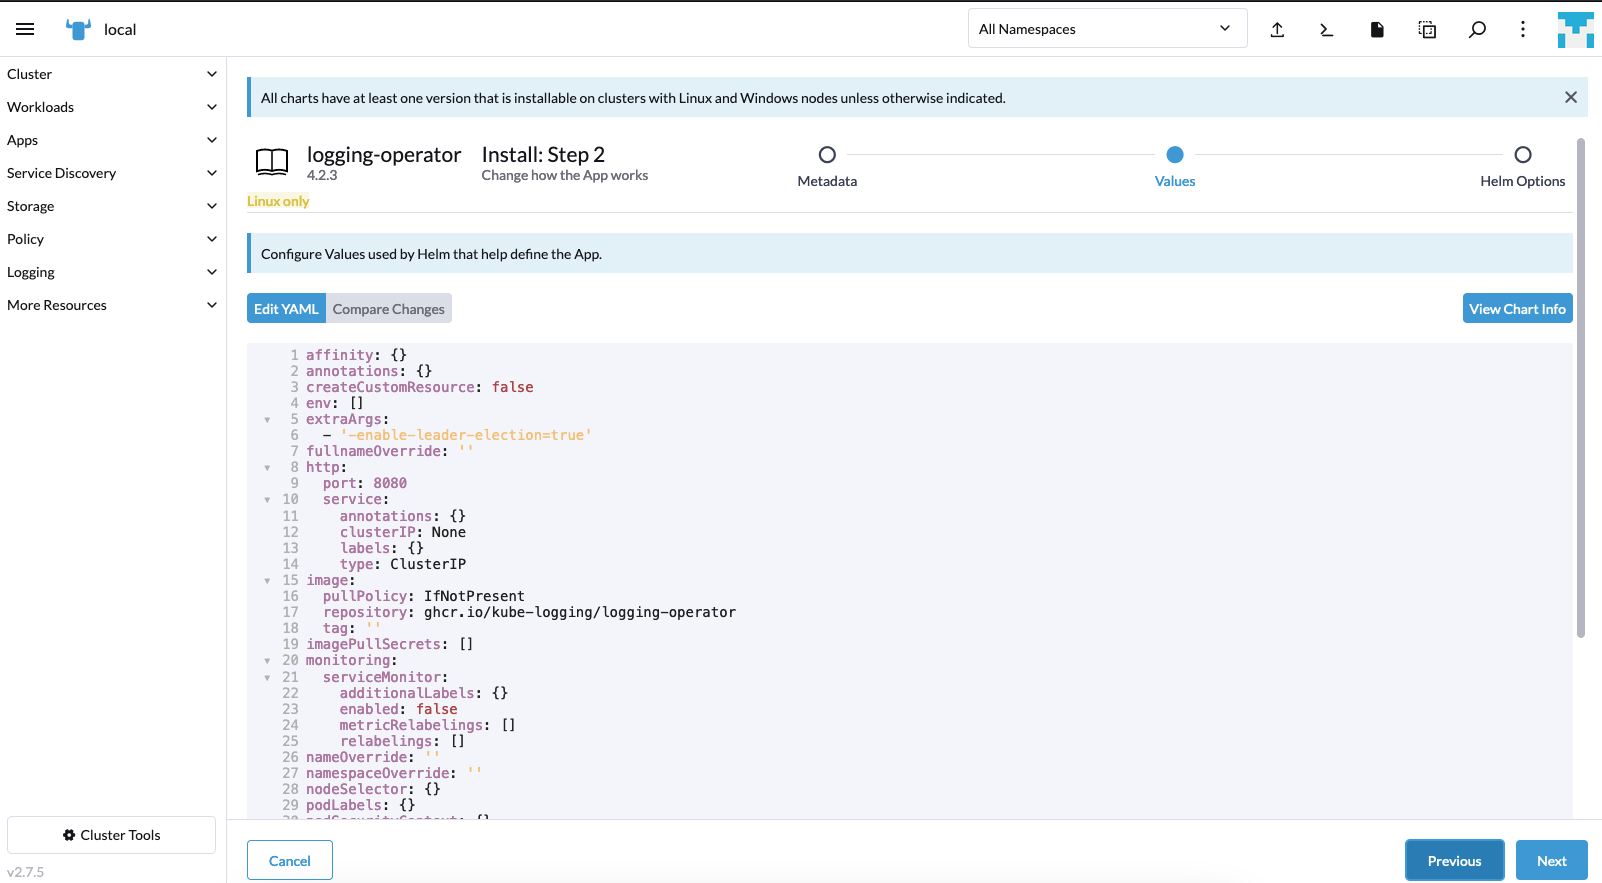 local
All Namespaces
Cluster
Workloads
Apps
Service Discovery
Storage
Policy
Logging
More Resources
Cluster Tools
v2.7.5
All charts have at least one version that is installable on clusters with Linux and Windows nodes unless otherwise indicated.
logging-operator
4.2.3
Linux only
Install: Step 2
Change how the App works
Metadata
Values
Helm Options
Configure Values used by Helm that help define the App.
Edit YAML
Compare Changes
View Chart Info
1 affinity: {}
2 annotations: {}
3 createCustomResource: false
4 env: []
5 extraArgs:
6   - '-enable-leader-election=true'
7 fullnameOverride: ''
8 http:
9   port: 8080
10   service:
11     annotations: {}
12     clusterIP: None
13     labels: {}
14     type: ClusterIP
15 image:
16   pullPolicy: IfNotPresent
17   repository: ghcr.io/kube-logging/logging-operator
18   tag: ''
19 imagePullSecrets: []
20 monitoring:
21   serviceMonitor:
22     additionalLabels: {}
23     enabled: false
24     metricRelabelings: []
25     relabelings: []
26 nameOverride: ''
27 namespaceOverride: ''
28 nodeSelector: {}
29 podLabels: {}
30 podSecurityContext: {}
Cancel
Previous
Next